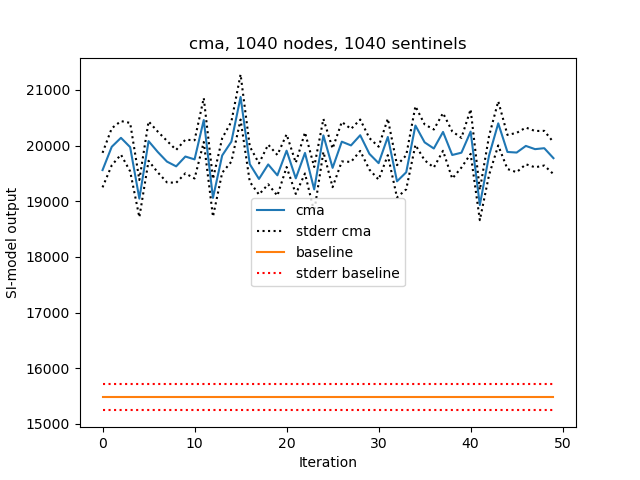 cma, 1040 nodes, 1040 sentinels
SI-model output
21000
20000
19000
18000
17000
16000
15000
cma
stderr cma
baseline
stderr baseline
0 10 20 30 40 50
Iteration